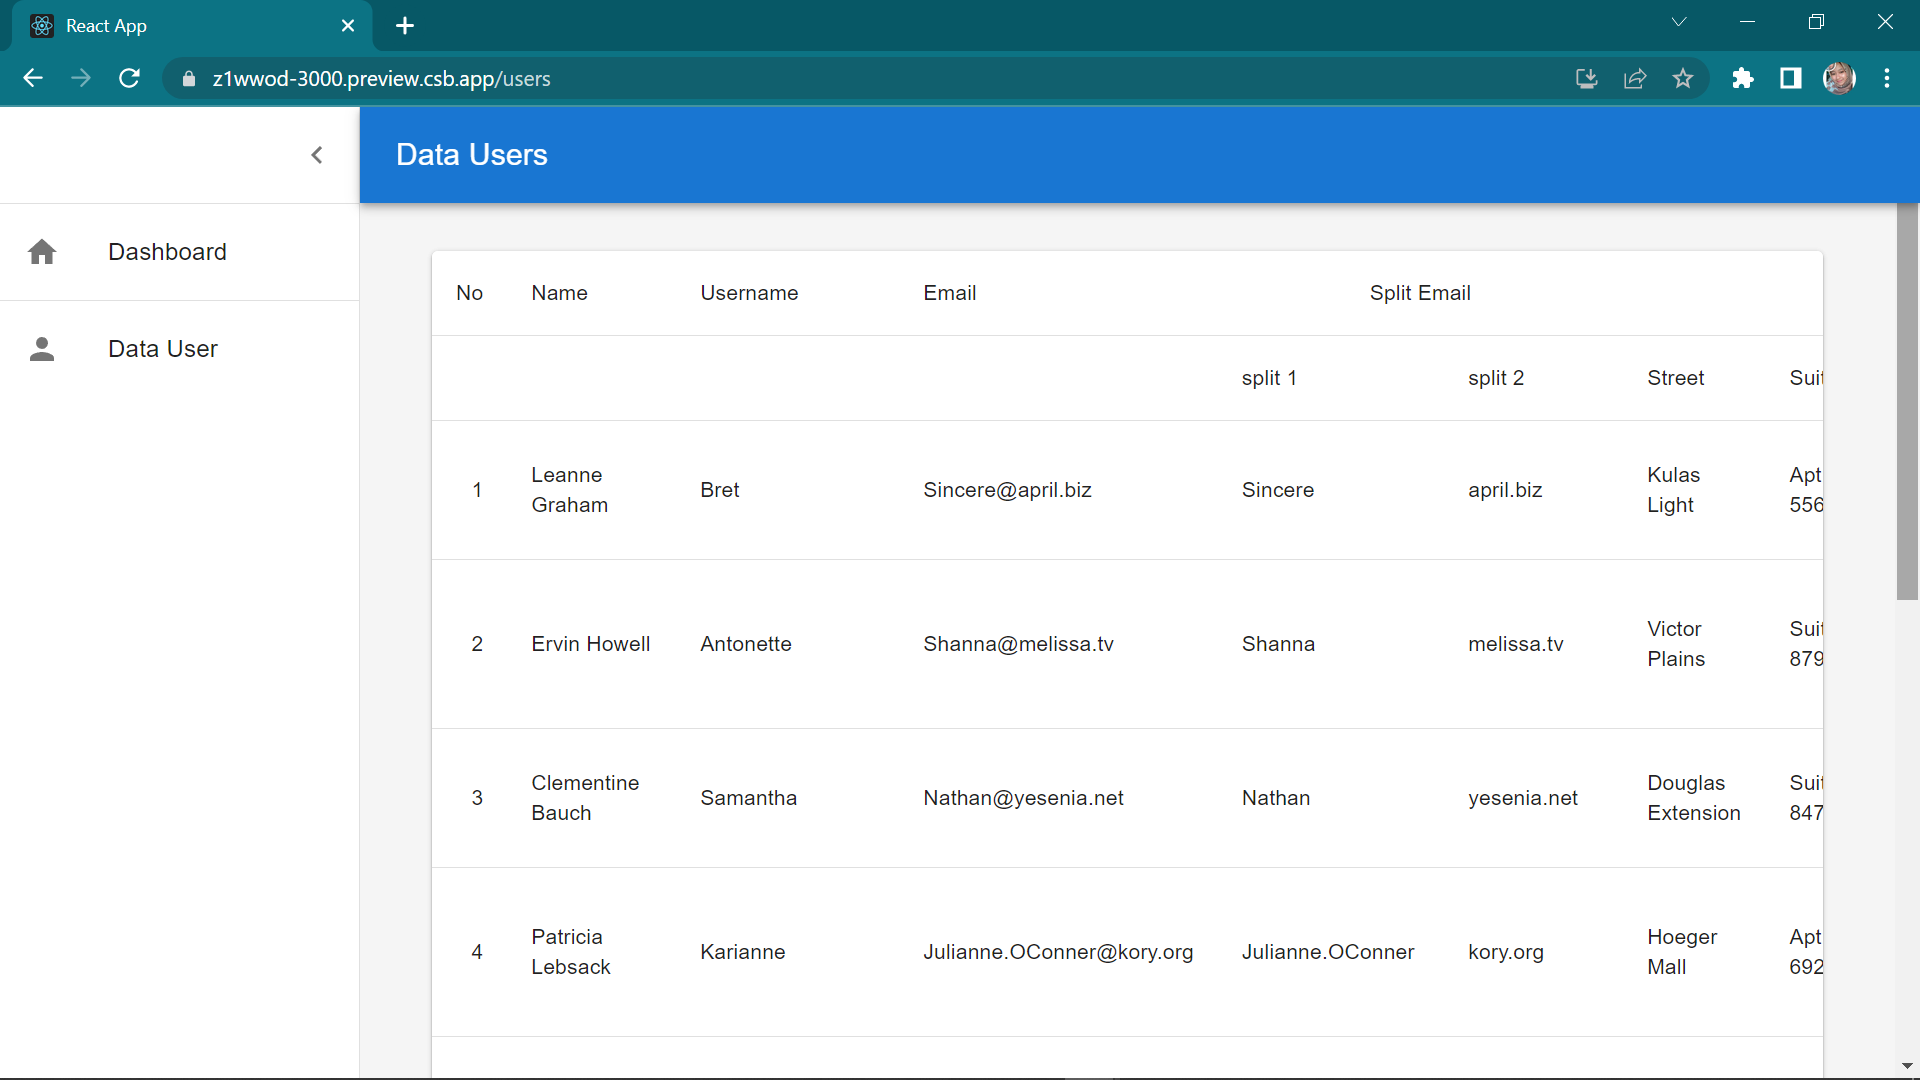 React App
z1wwod-3000.preview.csb.app/users
Data Users
Dashboard
Data User
No Name Username Email Split Email
split 1 split 2 Street Suit
1 Leanne Graham Bret Sincere@april.biz Sincere april.biz Kulas Light Apt 556
2 Ervin Howell Antonette Shanna@melissa.tv Shanna melissa.tv Victor Plains Suit 879
3 Clementine Bauch Samantha Nathan@yesenia.net Nathan yesenia.net Douglas Extension Suit 847
4 Patricia Lebsack Karianne Julianne.OConner@kory.org Julianne.OConner kory.org Hoeger Mall Apt 692